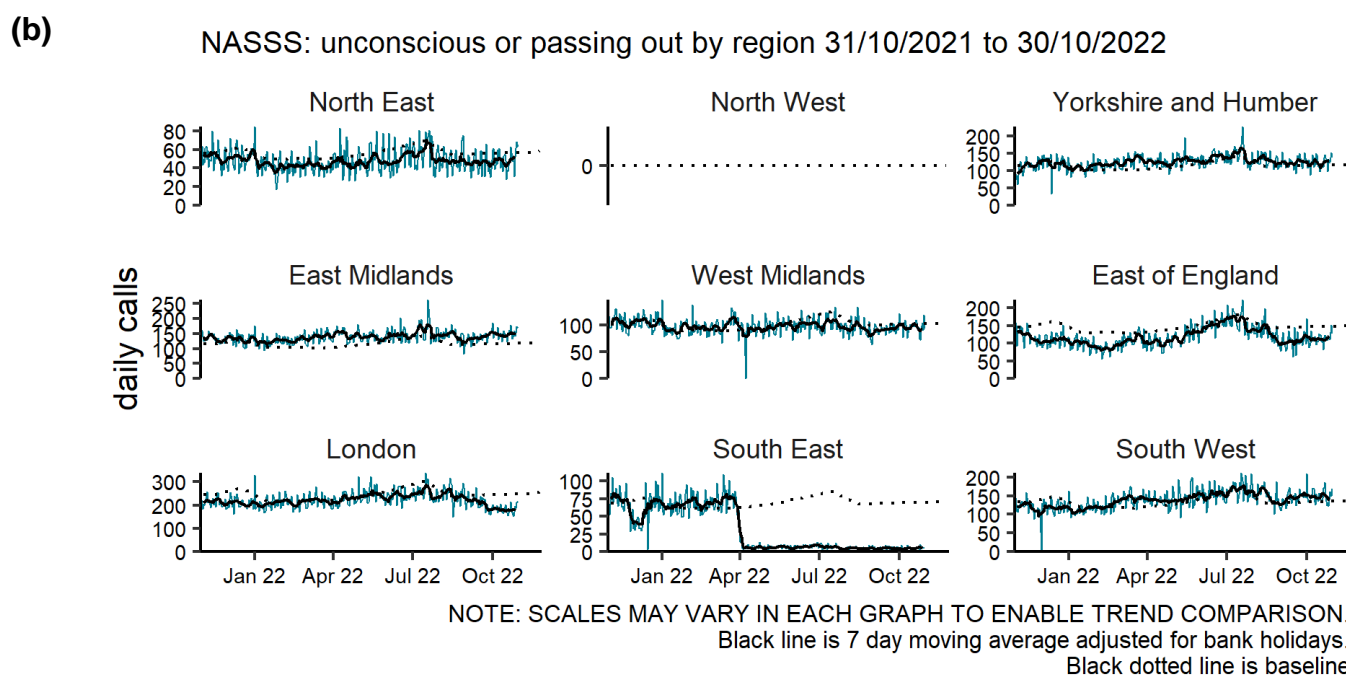 (b)
NASSS: unconscious or passing out by region 31/10/2021 to 30/10/2022
North East
North West
Yorkshire and Humber
80
60
40
20
0
0
200
150
100
50
0
daily calls
East Midlands
West Midlands
East of England
250
200
150
100
50
0
100
50
0
200
150
100
50
0
London
South East
South West
300
200
100
0
100
75
50
25
0
200
150
100
50
0
Jan 22 Apr 22 Jul 22 Oct 22
Jan 22 Apr 22 Jul 22 Oct 22
Jan 22 Apr 22 Jul 22 Oct 22
NOTE: SCALES MAY VARY IN EACH GRAPH TO ENABLE TREND COMPARISON.
Black line is 7 day moving average adjusted for bank holidays.
Black dotted line is baseline